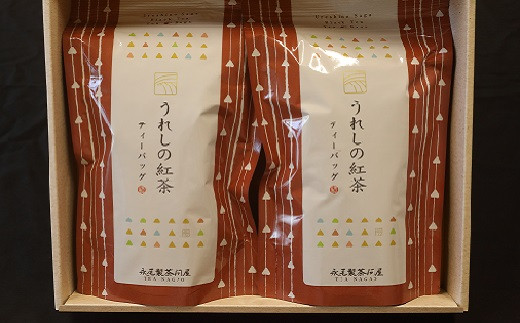 うれしの紅茶
ティーバッグ
永尾製茶問屋
うれしの紅茶
ティーバッグ
永尾製茶問屋